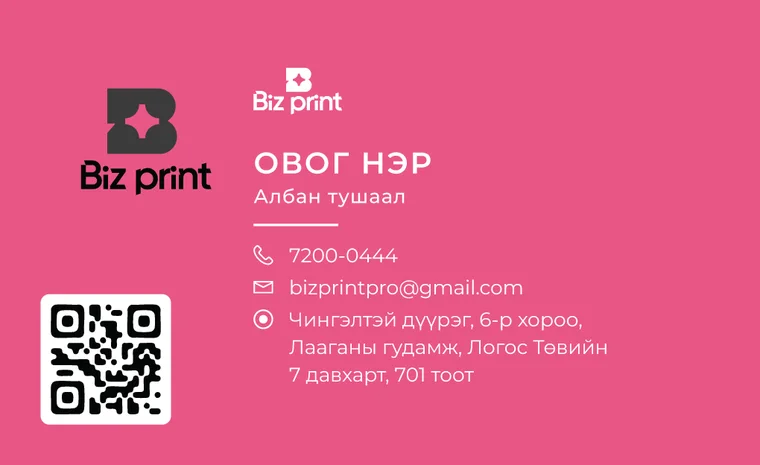 Biz print
Biz print
ОВОГ НЭР
Албан тушаал
7200-0444
bizprintpro@gmail.com
Чингэлтэй дүүрэг, 6-р хороо,
Лааганы гудамж, Логос Төвийн
7 давхарт, 701 тоот